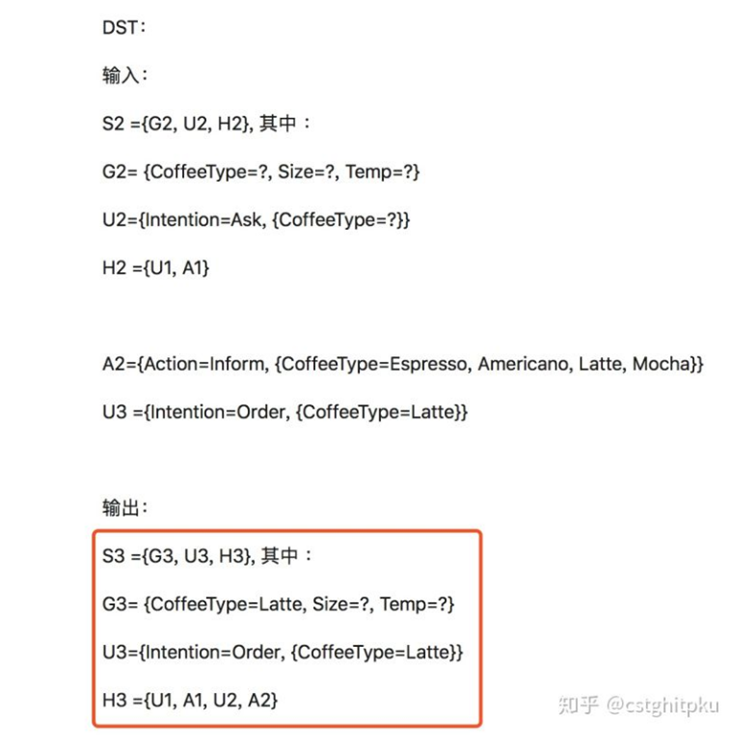 DST：
输入：
S2 ={G2, U2, H2}, 其中：
G2= {CoffeeType=?, Size=?, Temp=?}
U2={Intention=Ask, {CoffeeType=?}}
H2 ={U1, A1}
A2={Action=Inform, {CoffeeType=Espresso, Americano, Latte, Mocha}}
U3 ={Intention=Order, {CoffeeType=Latte}}
输出：
S3 ={G3, U3, H3}, 其中：
G3= {CoffeeType=Latte, Size=?, Temp=?}
U3={Intention=Order, {CoffeeType=Latte}}
H3 ={U1, A1, U2, A2}
知乎 @cstghitpku